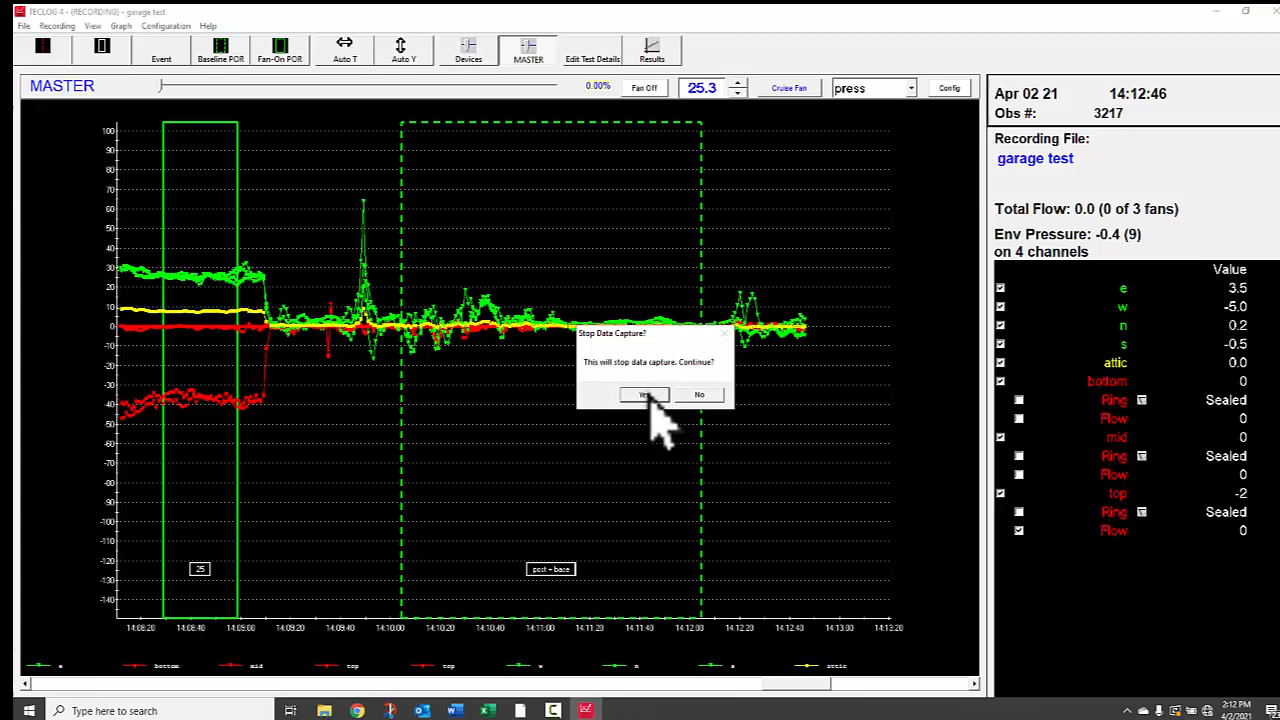 TECLOG 4 - (RECORDING) - garage test
File Recording View Graph Configuration Help
Event Baseline POR Fan-On POR Auto T Auto Y Devices MASTER Edit Test Details Results
MASTER 0.00% Fan Off 25.3 Cruise Fan press Config
100
90
80
70
60
50
40
30
20
10
0
-10
-20
-30
-40
-50
-60
-70
-80
-90
-100
-110
-120
-130
-140
Stop Data Capture?
This will stop data capture. Continue?
Yes No
25 post - base
14:08:20 14:08:40 14:09:00 14:09:20 14:09:40 14:10:00 14:10:20 14:10:40 14:11:00 14:11:20 14:11:40 14:12:00 14:12:20 14:12:40 14:13:00 14:13:20
e bottom mid top top w n s attic
Apr 02 21 14:12:46
Obs #: 3217
Recording File:
garage test
Total Flow: 0.0 (0 of 3 fans)
Env Pressure: -0.4 (9)
on 4 channels
Value
e 3.5
w -5.0
n 0.2
s -0.5
attic 0.0
bottom 0
Ring Sealed
Flow 0
mid 0
Ring Sealed
Flow 0
top -2
Ring Sealed
Flow 0
Type here to search
2:12 PM
4/2/2021